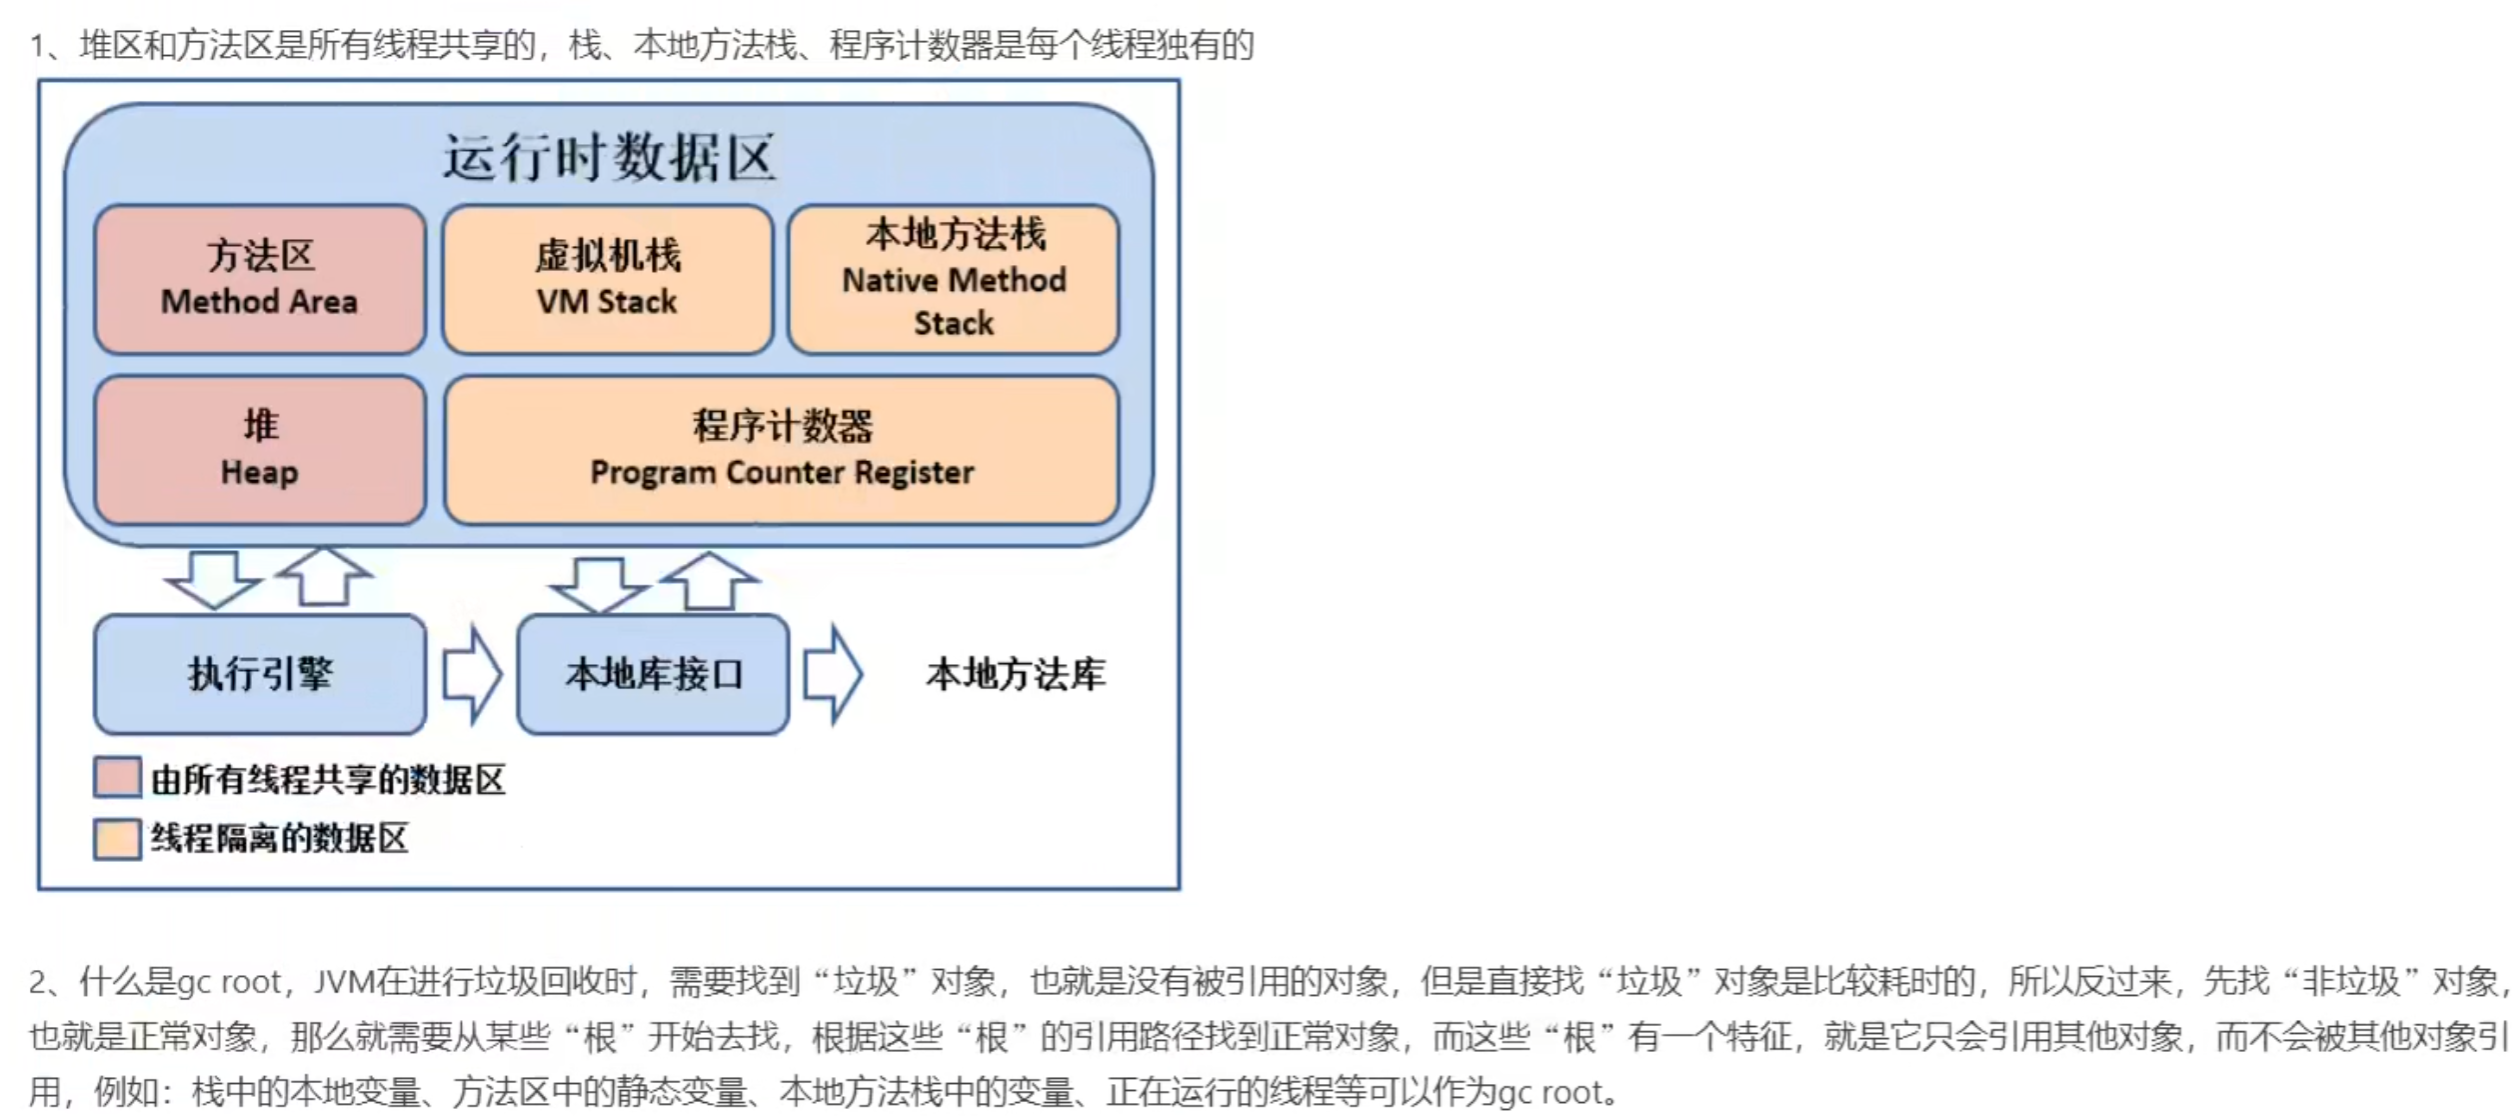 1、堆区和方法区是所有线程共享的，栈、本地方法栈、程序计数器是每个线程独有的
运行时数据区
方法区
Method Area
虚拟机栈
VM Stack
本地方法栈
Native Method
Stack
堆
Heap
程序计数器
Program Counter Register
执行引擎
本地库接口
本地方法库
由所有线程共享的数据区
线程隔离的数据区
2、什么是gc root，JVM在进行垃圾回收时，需要找到“垃圾”对象，也就是没有被引用的对象，但是直接找“垃圾”对象是比较耗时的，所以反过来，先找“非垃圾”对象，
也就是正常对象，那么就需要从某些“根”开始去找，根据这些“根”的引用路径找到正常对象，而这些“根”有一个特征，就是它只会引用其他对象，而不会被其他对象引
用，例如：栈中的本地变量、方法区中的静态变量、本地方法栈中的变量、正在运行的线程等可以作为gc root。